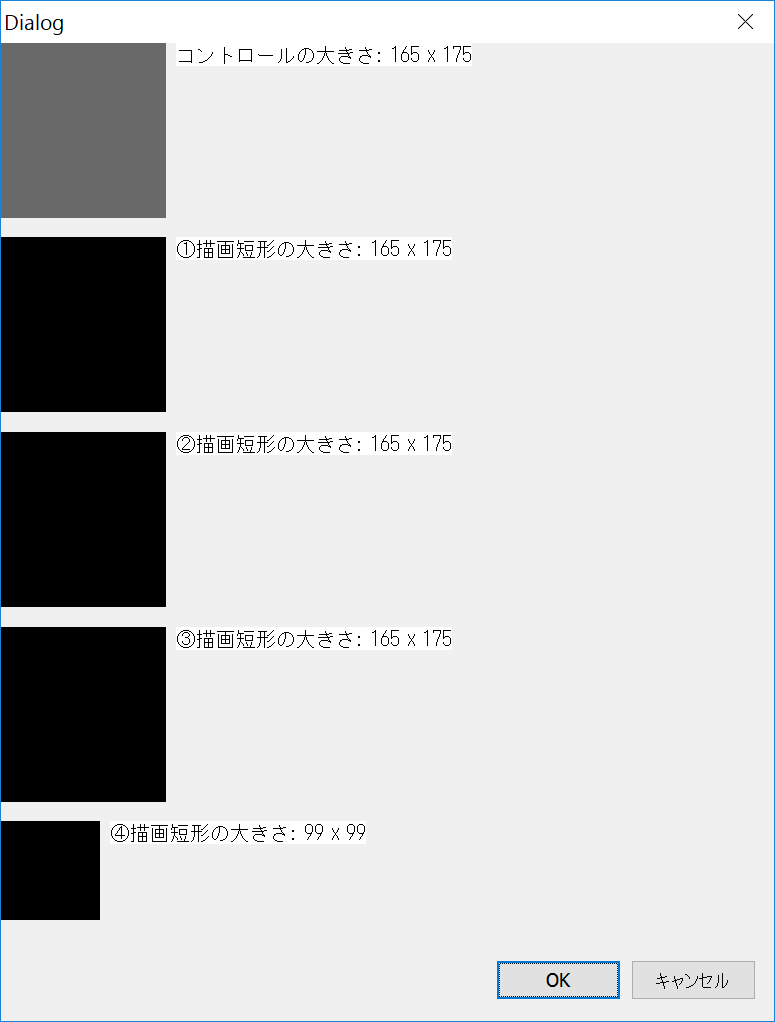 Dialog
コントロールの大きさ: 165 x 175
①描画短形の大きさ: 165 x 175
②描画短形の大きさ: 165 x 175
③描画短形の大きさ: 165 x 175
④描画短形の大きさ: 99 x 99
OK キャンセル